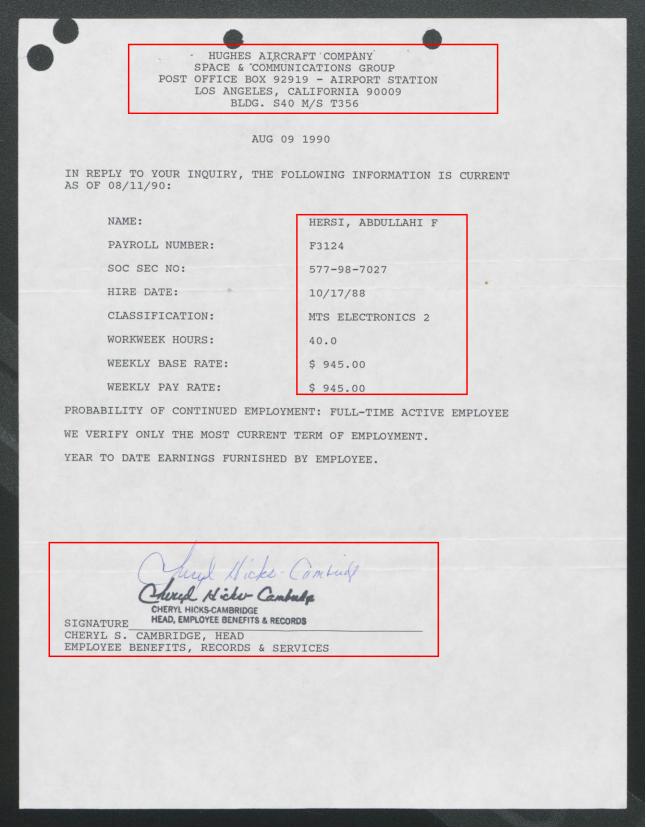 HUGHES AIRCRAFT COMPANY
SPACE & COMMUNICATIONS GROUP
POST OFFICE BOX 92919 - AIRPORT STATION
LOS ANGELES, CALIFORNIA 90009
BLDG. S40 M/S T356
AUG 09 1990
IN REPLY TO YOUR INQUIRY, THE FOLLOWING INFORMATION IS CURRENT
AS OF 08/11/90:
NAME: HERSI, ABDULLAHI F
PAYROLL NUMBER: F3124
SOC SEC NO: 577-98-7027
HIRE DATE: 10/17/88
CLASSIFICATION: MTS ELECTRONICS 2
WORKWEEK HOURS: 40.0
WEEKLY BASE RATE: $ 945.00
WEEKLY PAY RATE: $ 945.00
PROBABILITY OF CONTINUED EMPLOYMENT: FULL-TIME ACTIVE EMPLOYEE
WE VERIFY ONLY THE MOST CURRENT TERM OF EMPLOYMENT.
YEAR TO DATE EARNINGS FURNISHED BY EMPLOYEE.
Cheryl Hicks-Cambridge
Cheryl Hicks-Cambridge
CHERYL HICKS-CAMBRIDGE
HEAD, EMPLOYEE BENEFITS & RECORDS
SIGNATURE
CHERYL S. CAMBRIDGE, HEAD
EMPLOYEE BENEFITS, RECORDS & SERVICES